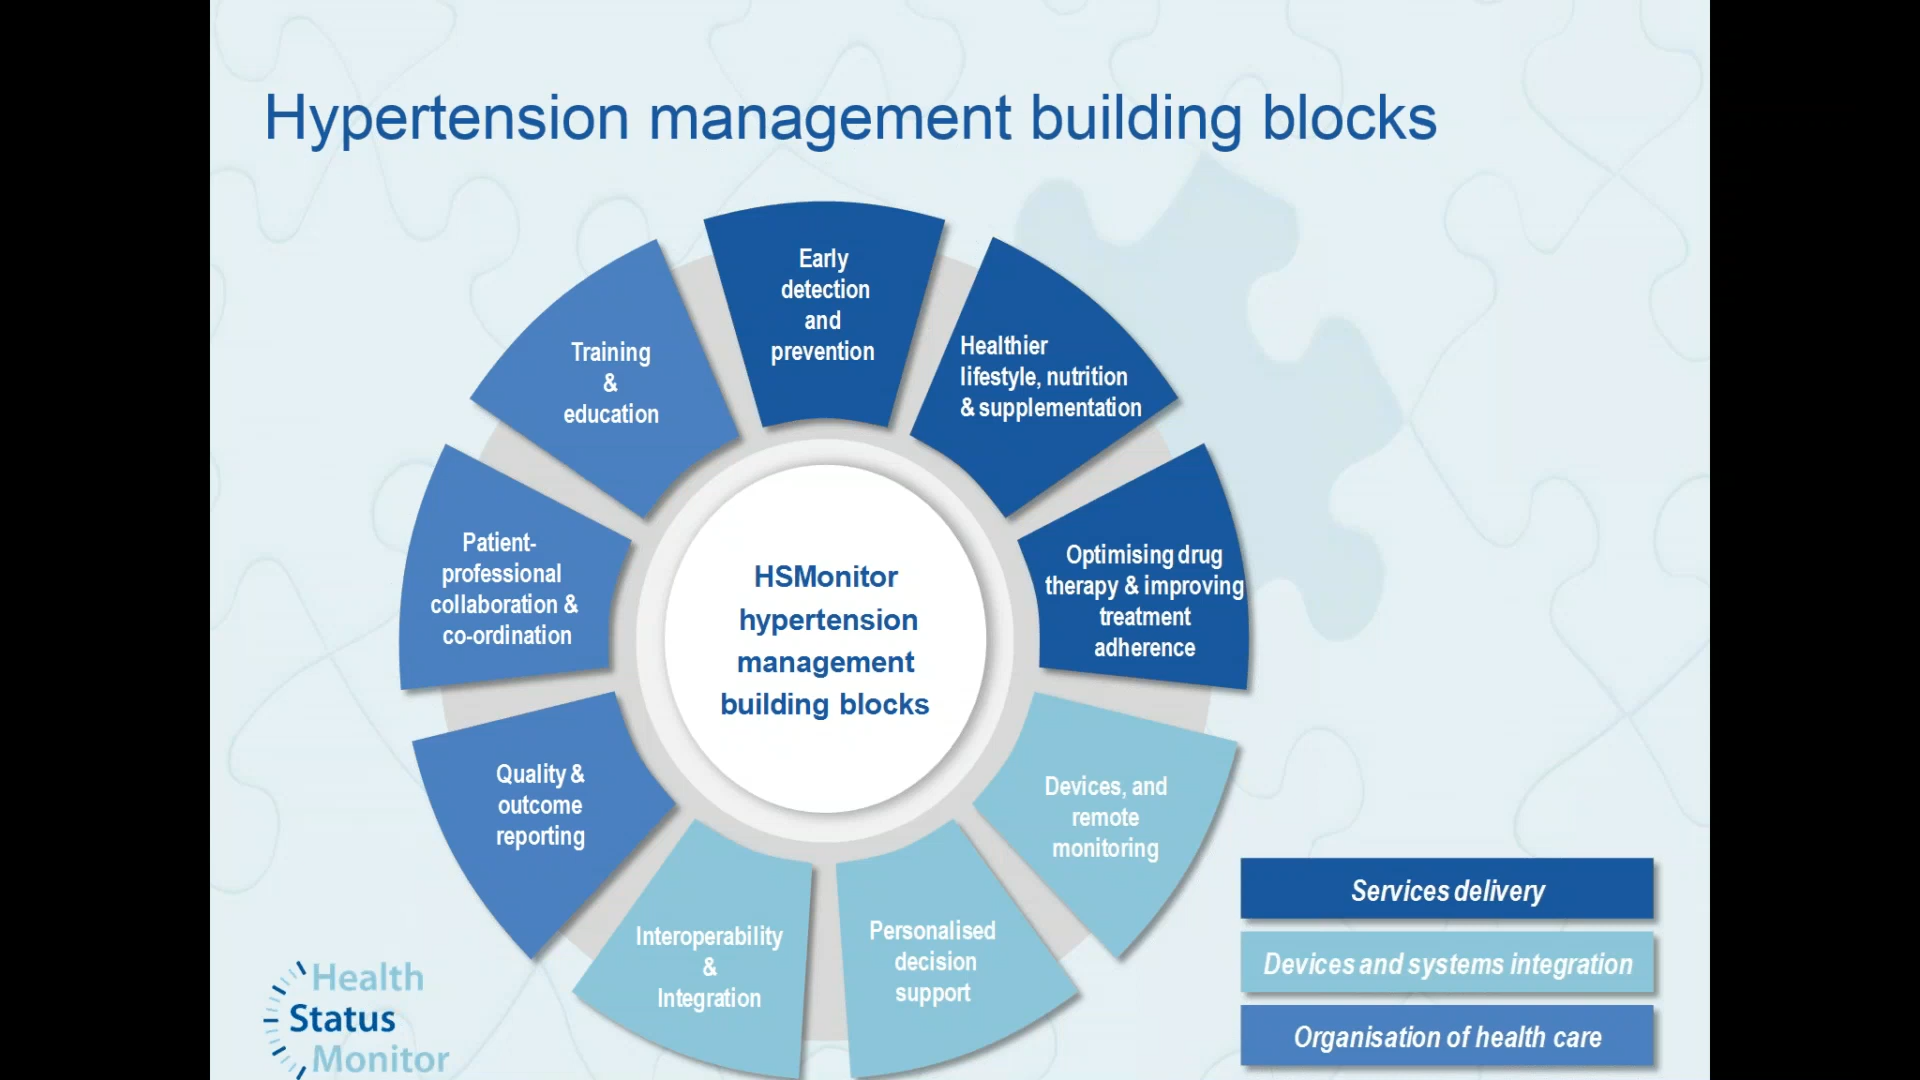 Hypertension management building blocks
Early
detection
and
prevention
Healthier
lifestyle, nutrition
& supplementation
Optimising drug
therapy & improving
treatment
adherence
Devices, and
remote
monitoring
Personalised
decision
support
Interoperability
&
Integration
Quality &
outcome
reporting
Patient-
professional
collaboration &
co-ordination
Training
&
education
HSMonitor
hypertension
management
building blocks
Services delivery
Devices and systems integration
Organisation of health care
Health
Status
Monitor